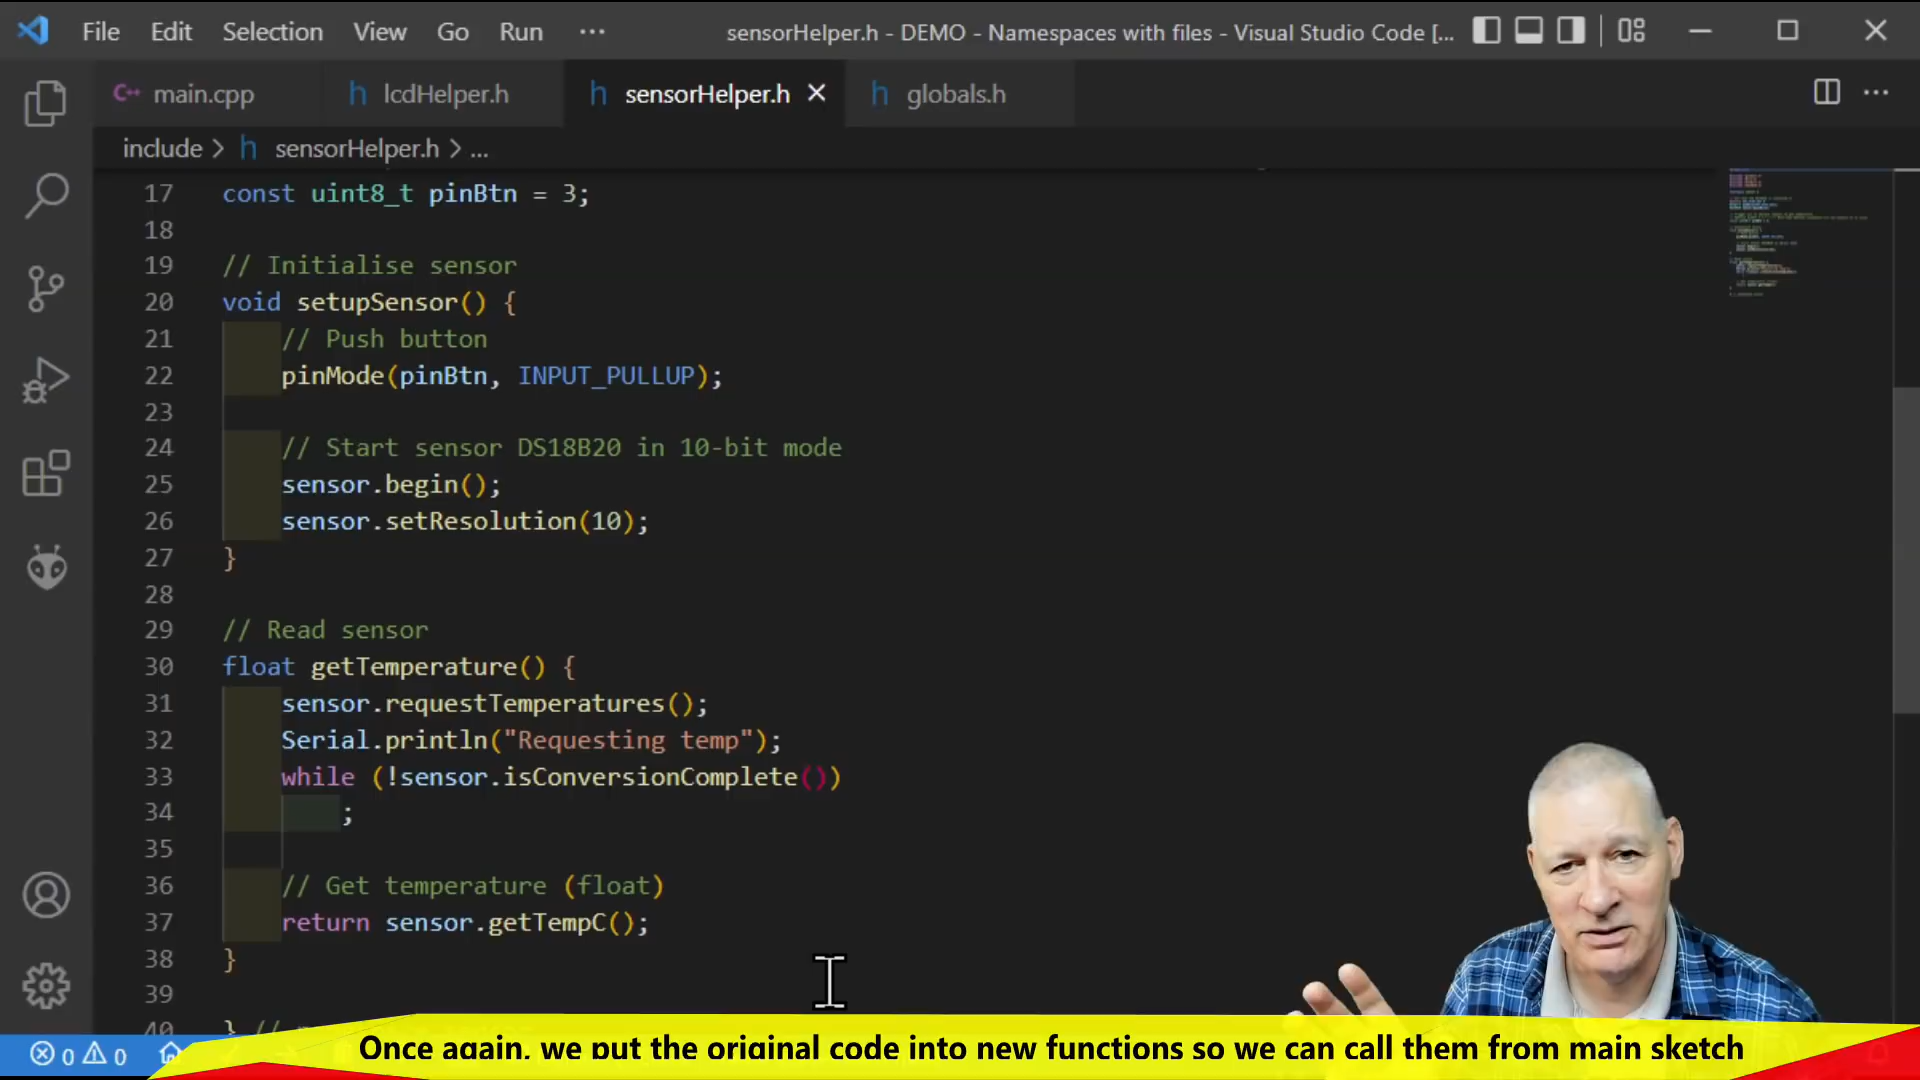 File Edit Selection View Go Run ··· sensorHelper.h - DEMO - Namespaces with files - Visual Studio Code [...
main.cpp lcdHelper.h sensorHelper.h globals.h
include > h sensorHelper.h > ...
17 const uint8_t pinBtn = 3;
18
19 // Initialise sensor
20 void setupSensor() {
21 // Push button
22 pinMode(pinBtn, INPUT_PULLUP);
23
24 // Start sensor DS18B20 in 10-bit mode
25 sensor.begin();
26 sensor.setResolution(10);
27 }
28
29 // Read sensor
30 float getTemperature() {
31 sensor.requestTemperatures();
32 Serial.println("Requesting temp");
33 while (!sensor.isConversionComplete())
34 ;
35
36 // Get temperature (float)
37 return sensor.getTempC();
38 }
39
40 } //
0 0
Once again, we put the original code into new functions so we can call them from main sketch